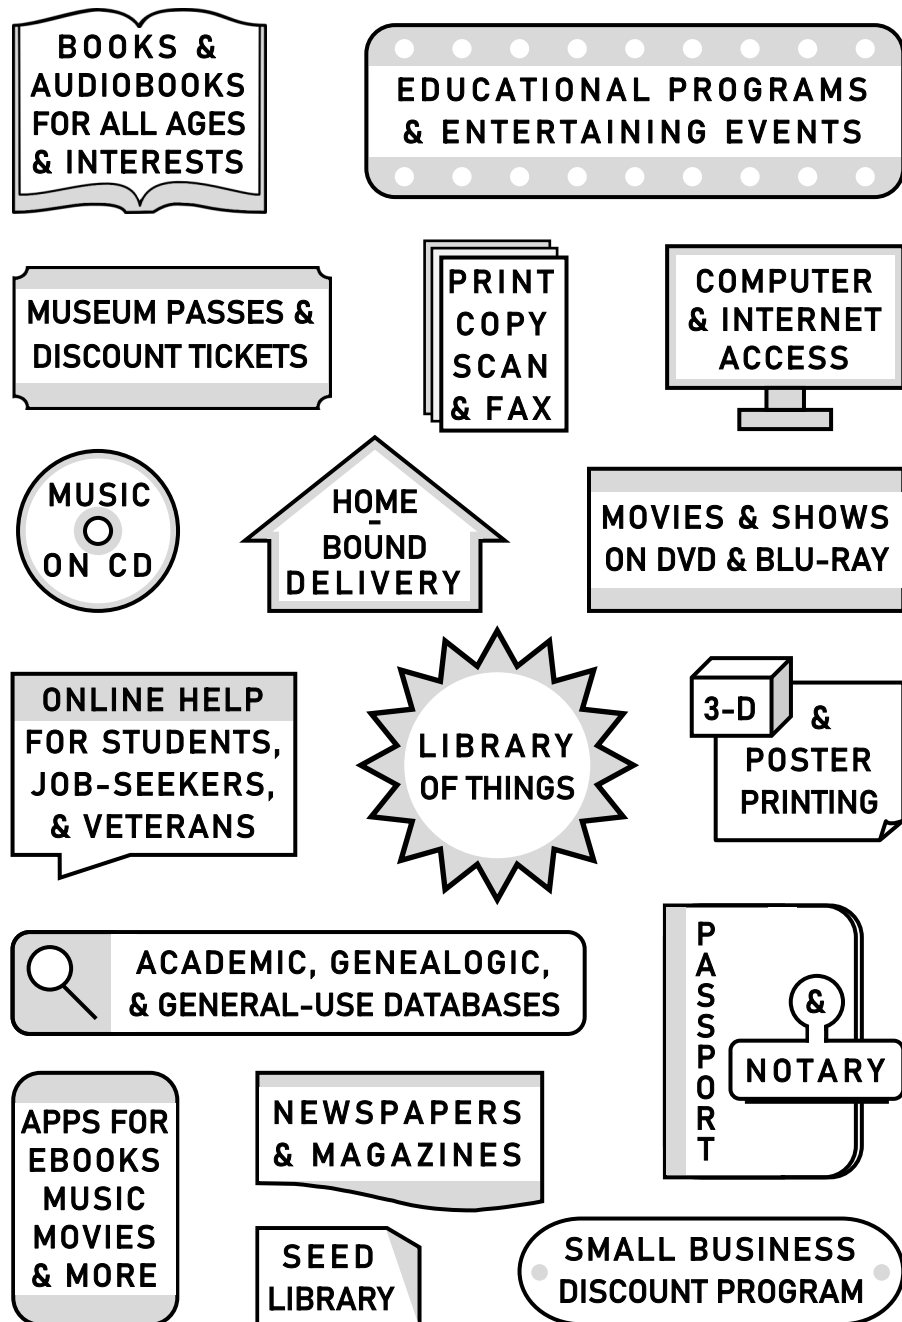 BOOKS &
AUDIOBOOKS
FOR ALL AGES
& INTERESTS
EDUCATIONAL PROGRAMS
& ENTERTAINING EVENTS
MUSEUM PASSES &
DISCOUNT TICKETS
PRINT
COPY
SCAN
& FAX
COMPUTER
& INTERNET
ACCESS
MUSIC
ON CD
HOME
-
BOUND
DELIVERY
MOVIES & SHOWS
ON DVD & BLU-RAY
ONLINE HELP
FOR STUDENTS,
JOB-SEEKERS,
& VETERANS
LIBRARY
OF THINGS
3-D
&
POSTER
PRINTING
ACADEMIC, GENEALOGIC,
& GENERAL-USE DATABASES
PASSPORT
&
NOTARY
APPS FOR
EBOOKS
MUSIC
MOVIES
& MORE
NEWSPAPERS
& MAGAZINES
SEED
LIBRARY
SMALL BUSINESS
DISCOUNT PROGRAM